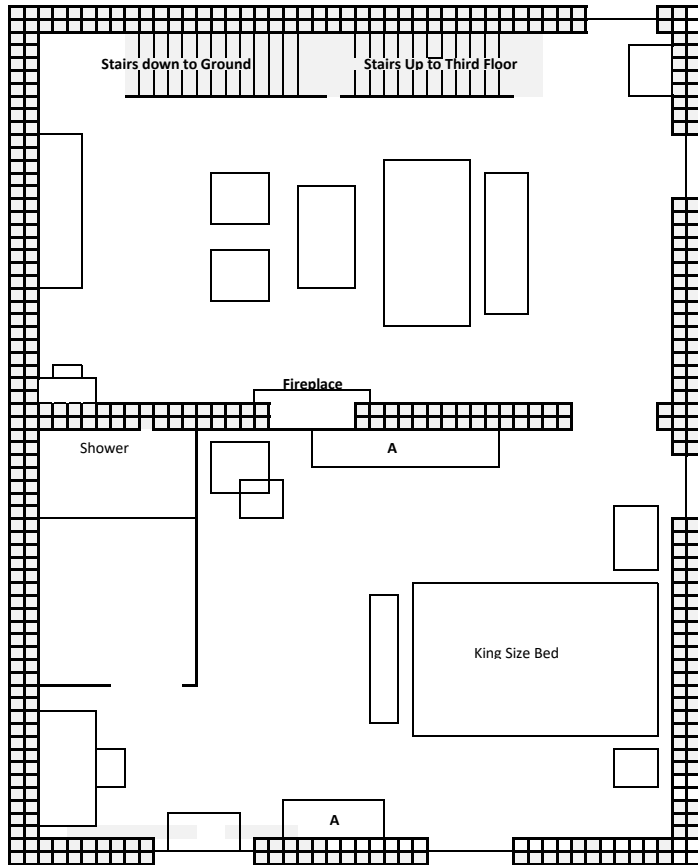 Stairs down to Ground
Stairs Up to Third Floor
Fireplace
Shower
A
King Size Bed
A